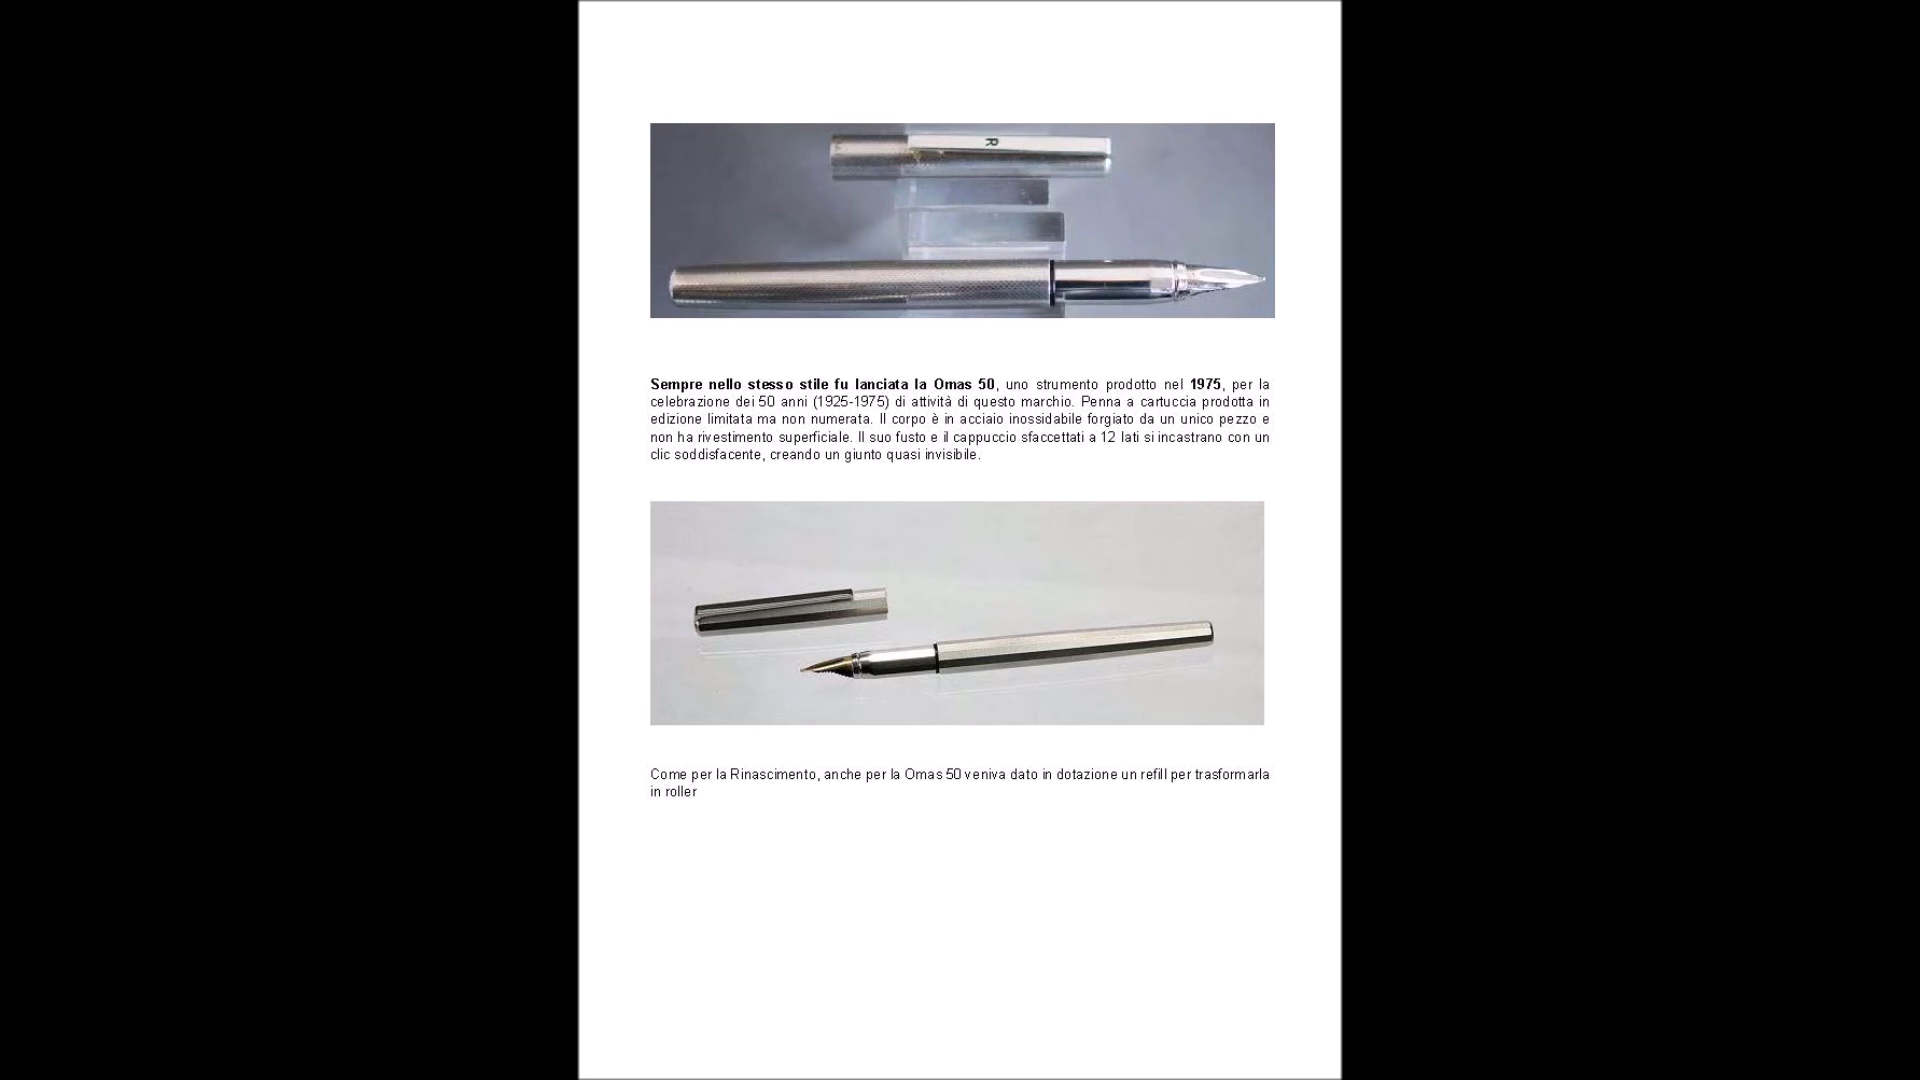 R
Sempre nello stesso stile fu lanciata la Omas 50, uno strumento prodotto nel 1975, per la
celebrazione dei 50 anni (1925-1975) di attività di questo marchio. Penna a cartuccia prodotta in
edizione limitata ma non numerata. Il corpo è in acciaio inossidabile forgiato da un unico pezzo e
non ha rivestimento superficiale. Il suo fusto e il cappuccio sfaccettati a 12 lati si incastrano con un
clic soddisfacente, creando un giunto quasi invisibile.
Come per la Rinascimento, anche per la Omas 50 veniva dato in dotazione un refill per trasformarla
in roller